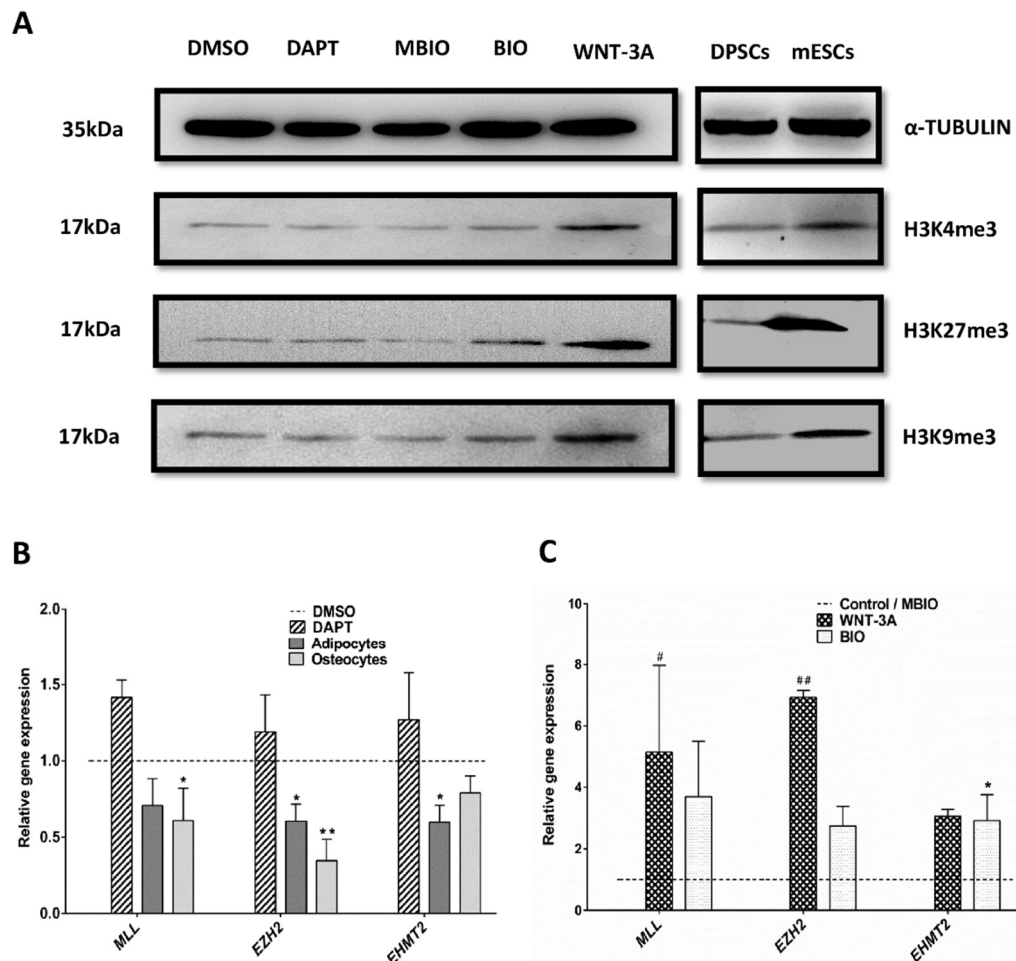 A
DMSO DAPT MBIO BIO WNT-3A DPSCs mESCs
35kDa α-TUBULIN
17kDa H3K4me3
17kDa H3K27me3
17kDa H3K9me3
B
Relative gene expression
2.0
1.5
1.0
0.5
0.0
DMSO
DAPT
Adipocytes
Osteocytes
*
*
**
*
MLL EZH2 EHMT2
C
Relative gene expression
10
8
6
4
2
0
Control / MBIO
WNT-3A
BIO
#
##
*
MLL EZH2 EHMT2